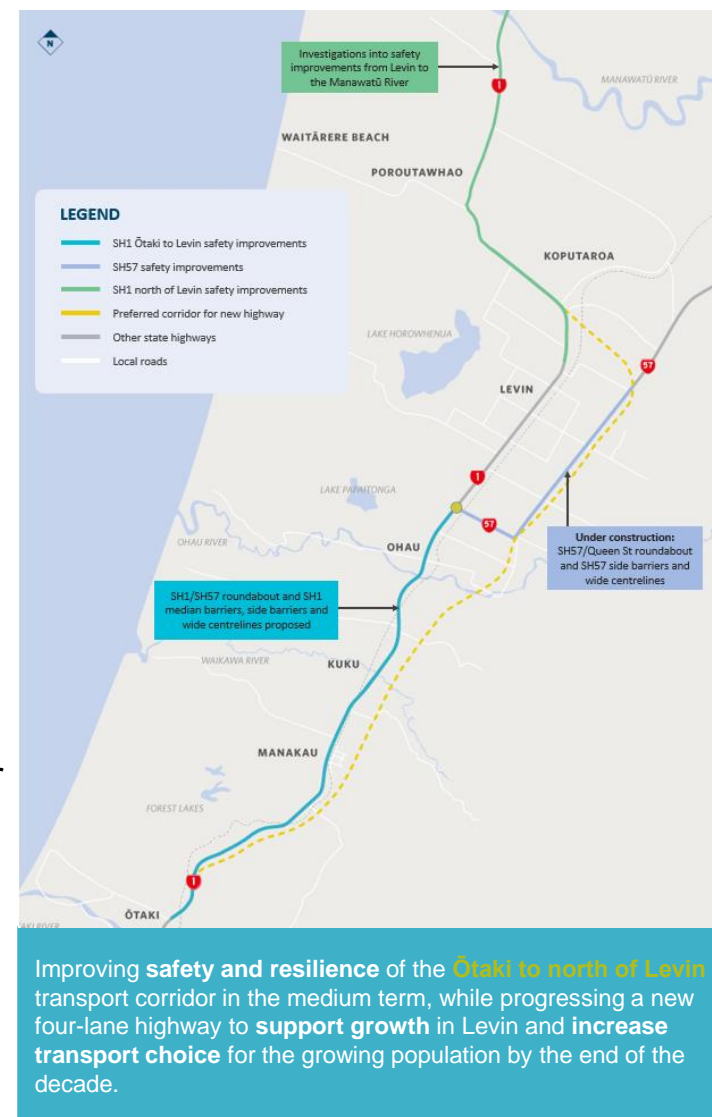 N
Investigations into safety
improvements from Levin to
the Manawatū River
MANAWATŪ RIVER
1
WAITĀRERE BEACH
POROUTAWHAO
LEGEND
SH1 Ōtaki to Levin safety improvements
SH57 safety improvements
SH1 north of Levin safety improvements
Preferred corridor for new highway
Other state highways
Local roads
KOPUTAROA
LAKE HOROWHENUA
57
LEVIN
1
LAKE PAPAITONGA
57
OHAU RIVER
OHAU
Under construction:
SH57/Queen St roundabout
and SH57 side barriers and
wide centrelines
SH1/SH57 roundabout and SH1
median barriers, side barriers and
wide centrelines proposed
WAIKAWA RIVER
KUKU
MANAKAU
FOREST LAKES
1
ŌTAKI
Improving safety and resilience of the Ōtaki to north of Levin
transport corridor in the medium term, while progressing a new
four-lane highway to support growth in Levin and increase
transport choice for the growing population by the end of the
decade.